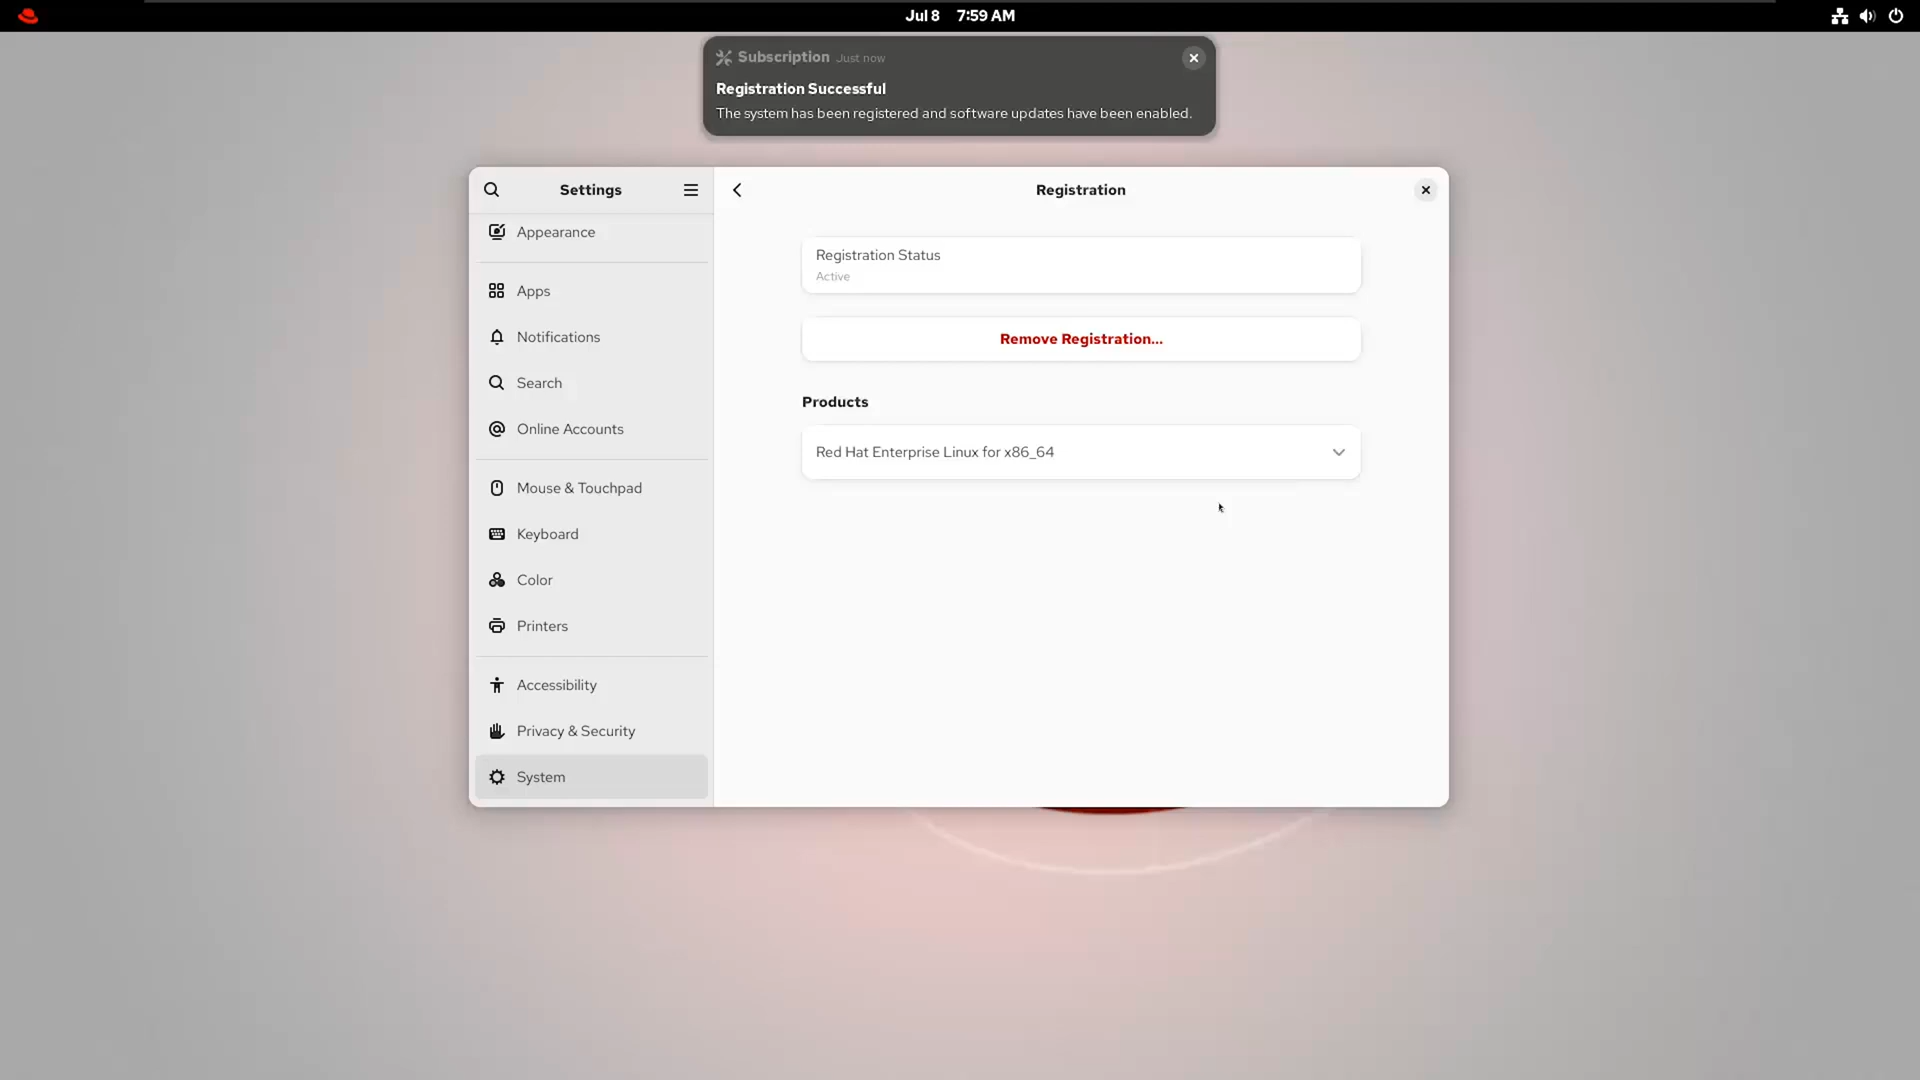 Jul 8 7:59 AM
Subscription Just now
Registration Successful
The system has been registered and software updates have been enabled.
Settings
Registration
Appearance
Apps
Notifications
Search
Online Accounts
Mouse & Touchpad
Keyboard
Color
Printers
Accessibility
Privacy & Security
System
Registration Status
Active
Remove Registration...
Products
Red Hat Enterprise Linux for x86_64